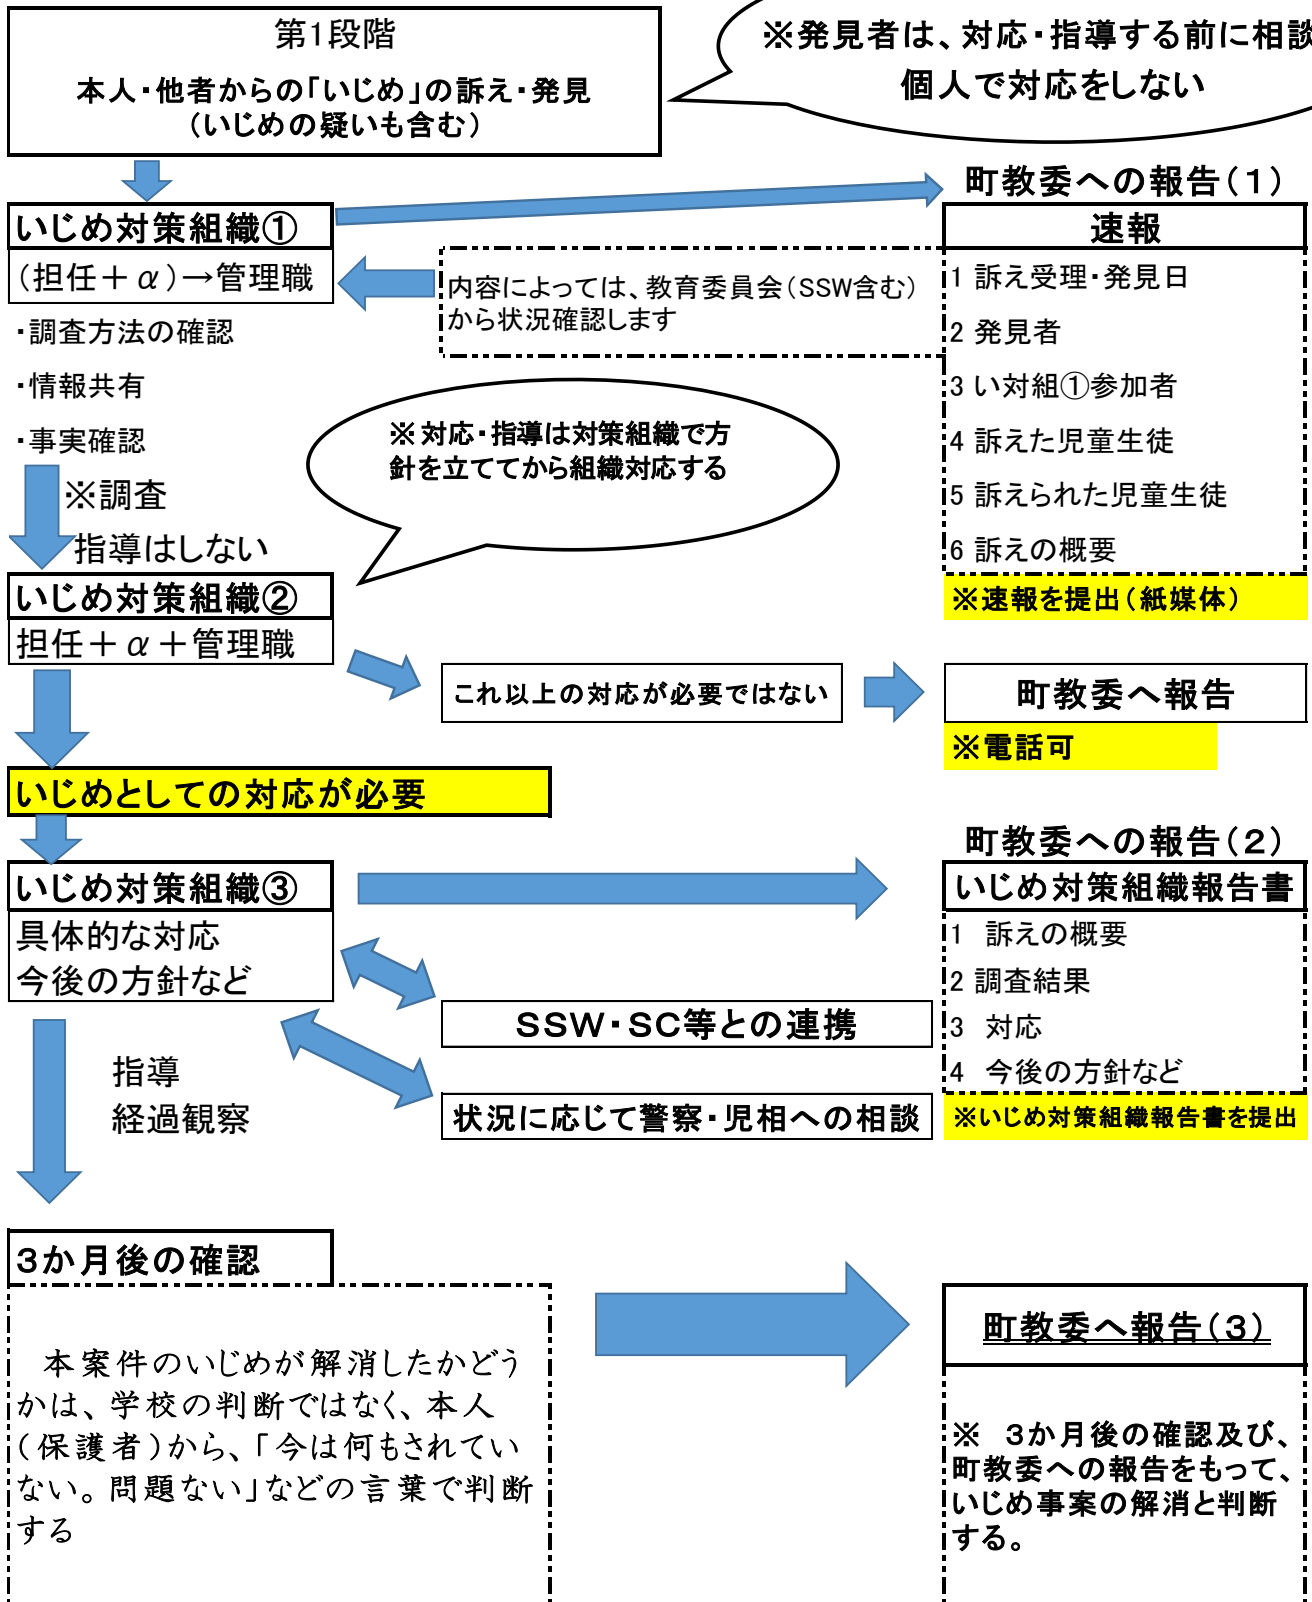 第1段階
本人・他者からの「いじめ」の訴え・発見
（いじめの疑いも含む）
※発見者は、対応・指導する前に相談
個人で対応をしない
いじめ対策組織①
（担任＋α）→管理職
・調査方法の確認
・情報共有
・事実確認
※調査
指導はしない
町教委への報告（1）
速報
1 訴え受理・発見日
2 発見者
3 い対組①参加者
4 訴えた児童生徒
5 訴えられた児童生徒
6 訴えの概要
※速報を提出（紙媒体）
内容によっては、教育委員会（SSW含む）
から状況確認します
※対応・指導は対策組織で方
針を立ててから組織対応する
いじめ対策組織②
担任＋α＋管理職
これ以上の対応が必要ではない
町教委へ報告
※電話可
いじめとしての対応が必要
いじめ対策組織③
具体的な対応
今後の方針など
町教委への報告（2）
いじめ対策組織報告書
1　訴えの概要
2 調査結果
3　対応
4　今後の方針など
※いじめ対策組織報告書を提出
SSW・SC等との連携
状況に応じて警察・児相への相談
指導
経過観察
3か月後の確認
本案件のいじめが解消したかどう
かは、学校の判断ではなく、本人
（保護者）から、「今は何もされてい
ない。問題ない」などの言葉で判断
する
町教委へ報告（3）
※　3か月後の確認及び、
町教委への報告をもって、
いじめ事案の解消と判断
する。